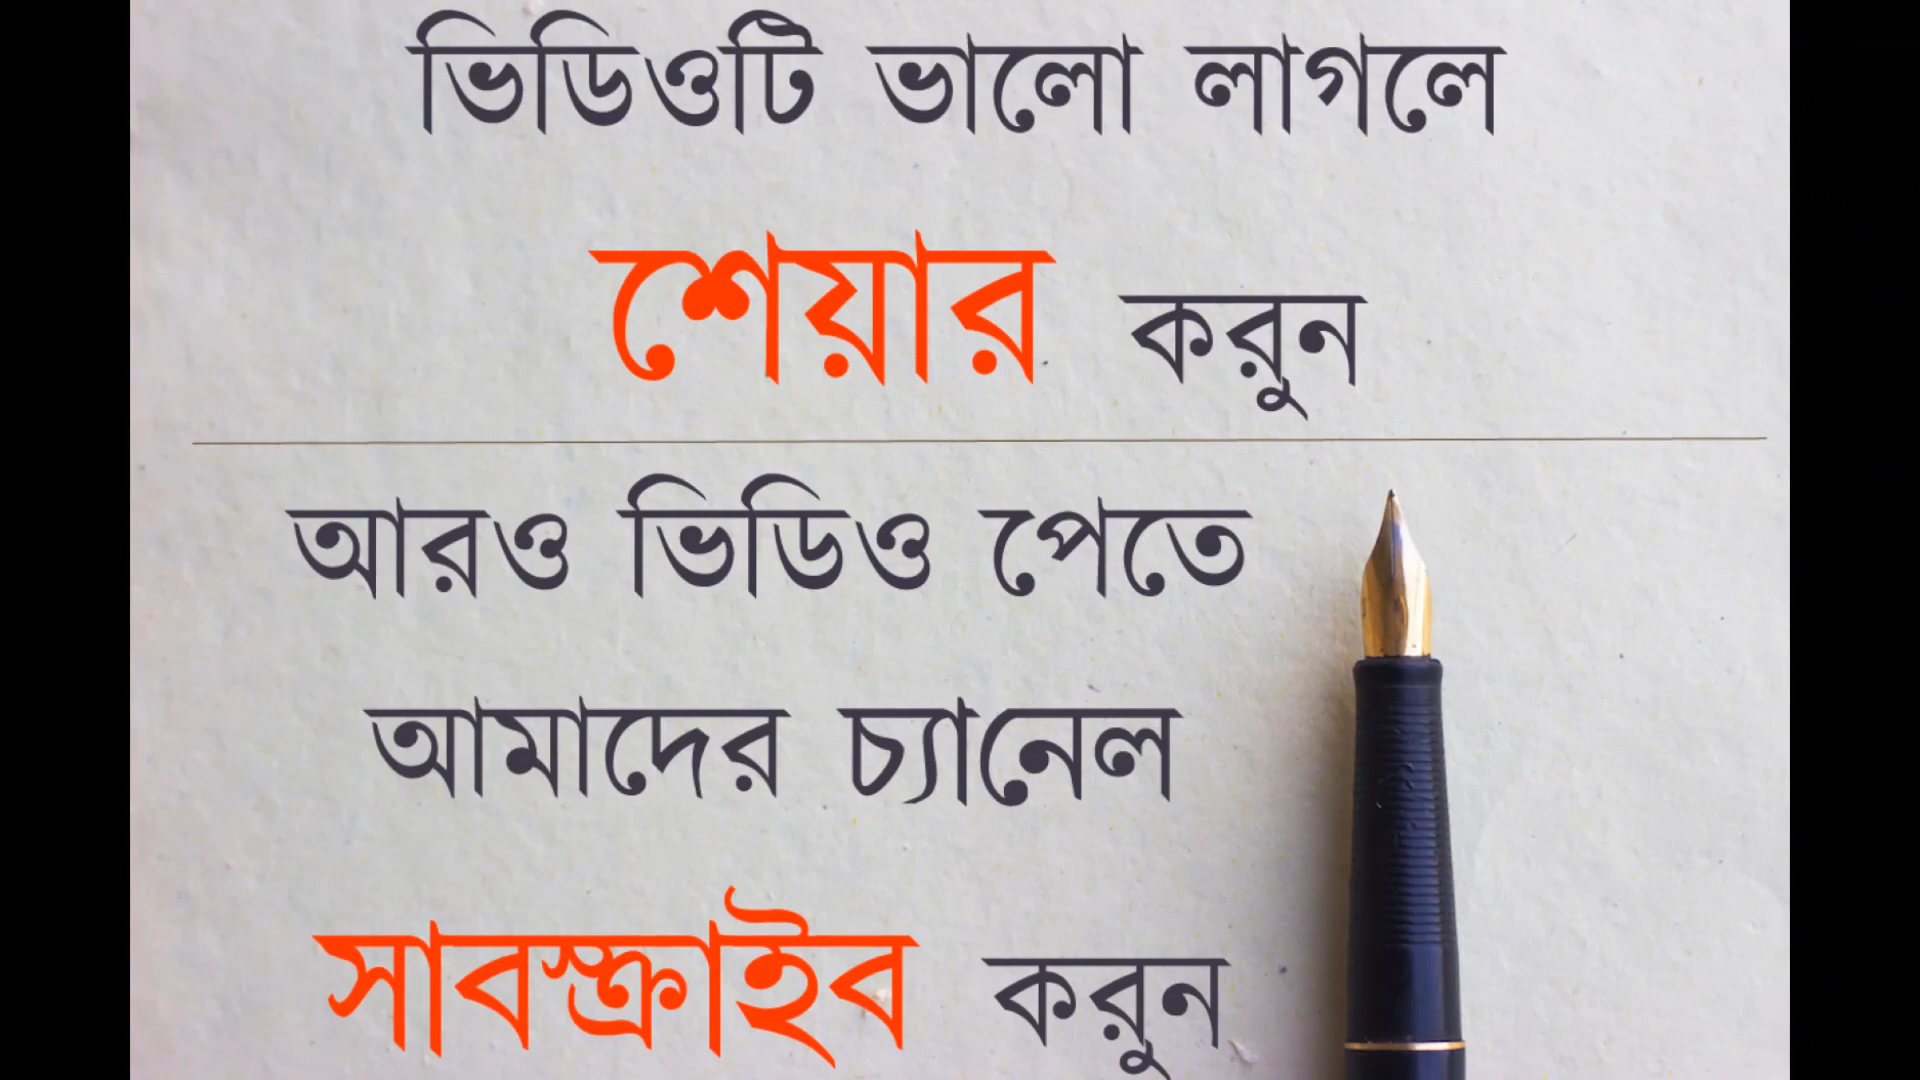 ভিডিওটি ভালো লাগলে
শেয়ার করুন
আরও ভিডিও পেতে
আমাদের চ্যানেল
সাবস্ক্রাইব করুন